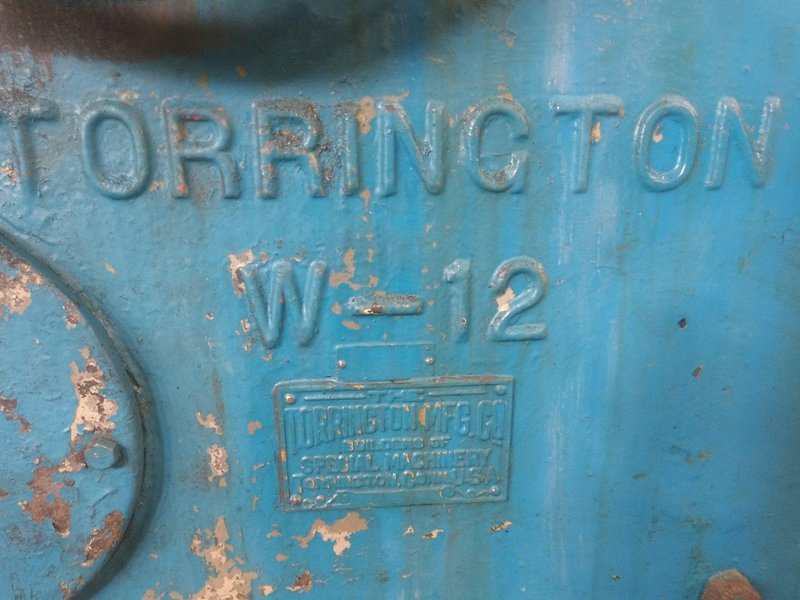 TORRINGTON
W-12
THE
TORRINGTON MFG. CO
BUILDERS OF
SPECIAL MACHINERY
TORRINGTON, CONN., U.S.A.